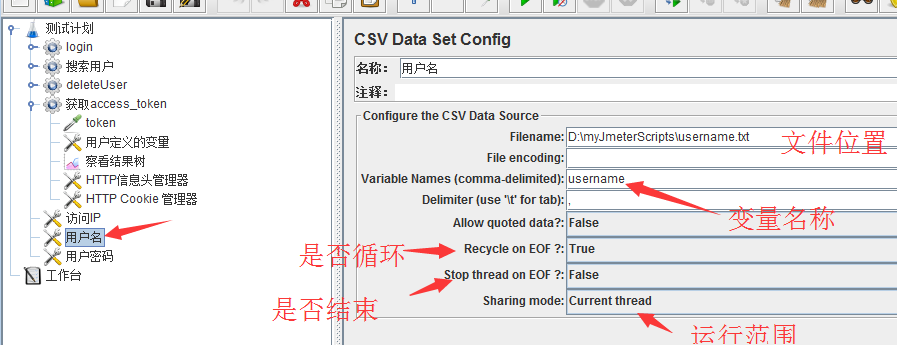 测试计划
login
搜索用户
deleteUser
获取access_token
token
用户定义的变量
察看结果树
HTTP信息头管理器
HTTP Cookie 管理器
访问IP
用户名
用户密码
工作台
CSV Data Set Config
名称: 用户名
注释:
Configure the CSV Data Source
Filename: D:\myJmeterScripts\username.txt 文件位置
File encoding:
Variable Names (comma-delimited): username
Delimiter (use '\t' for tab): ,
变量名称
Allow quoted data?: False
是否循环 Recycle on EOF ?: True
Stop thread on EOF ?: False
是否结束
Sharing mode: Current thread
运行范围